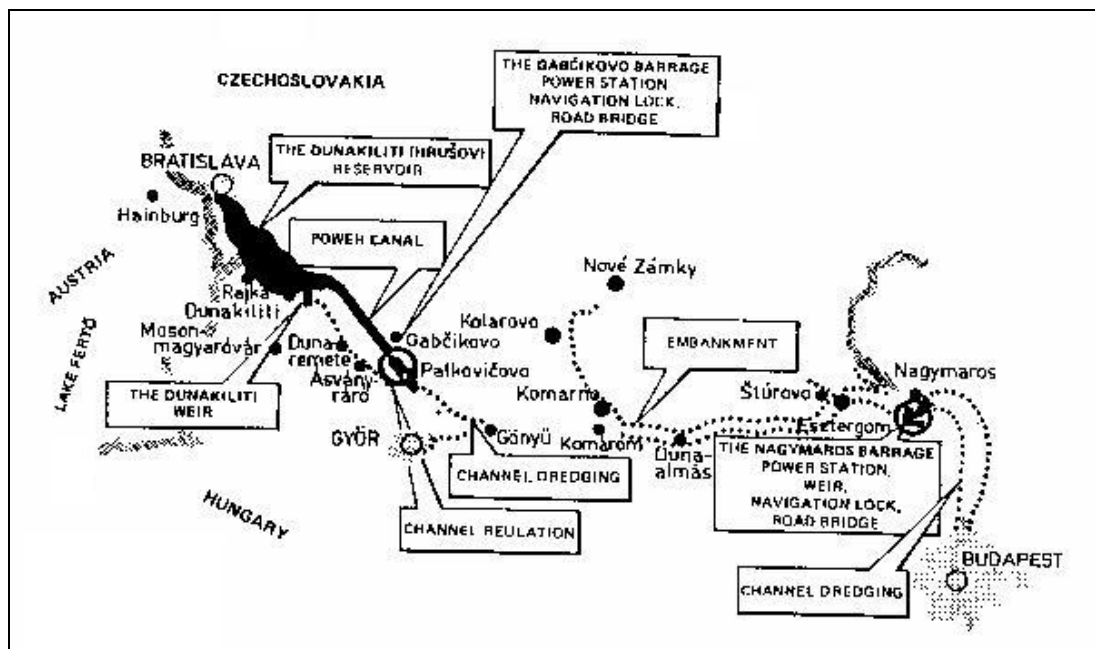 CZECHOSLOVAKIA
THE GABČIKOVO BARRAGE
POWER STATION
NAVIGATION LOCK,
ROAD BRIDGE
THE DUNAKILITI (HRUŠOV)
RESERVOIR
BRATISLAVA
Hainburg
POWER CANAL
AUSTRIA
Nové Zámky
Rajka
Dunakiliti
Kolarovo
EMBANKMENT
LAKE FERTŐ
Moson-
magyaróvár
Duna-
remete
Gabčikovo
Asvány-
ráró
Palkovičovo
Nagymaros
Štúrovo
THE DUNAKILITI
WEIR
Komarno
Esztergom
GYŐR
Gönyü
Komárom
Duna-
almás
THE NAGYMAROS BARRAGE
POWER STATION,
WEIR,
NAVIGATION LOCK,
ROAD BRIDGE
CHANNEL DREDGING
HUNGARY
CHANNEL REULATION
BUDAPEST
CHANNEL DREDGING